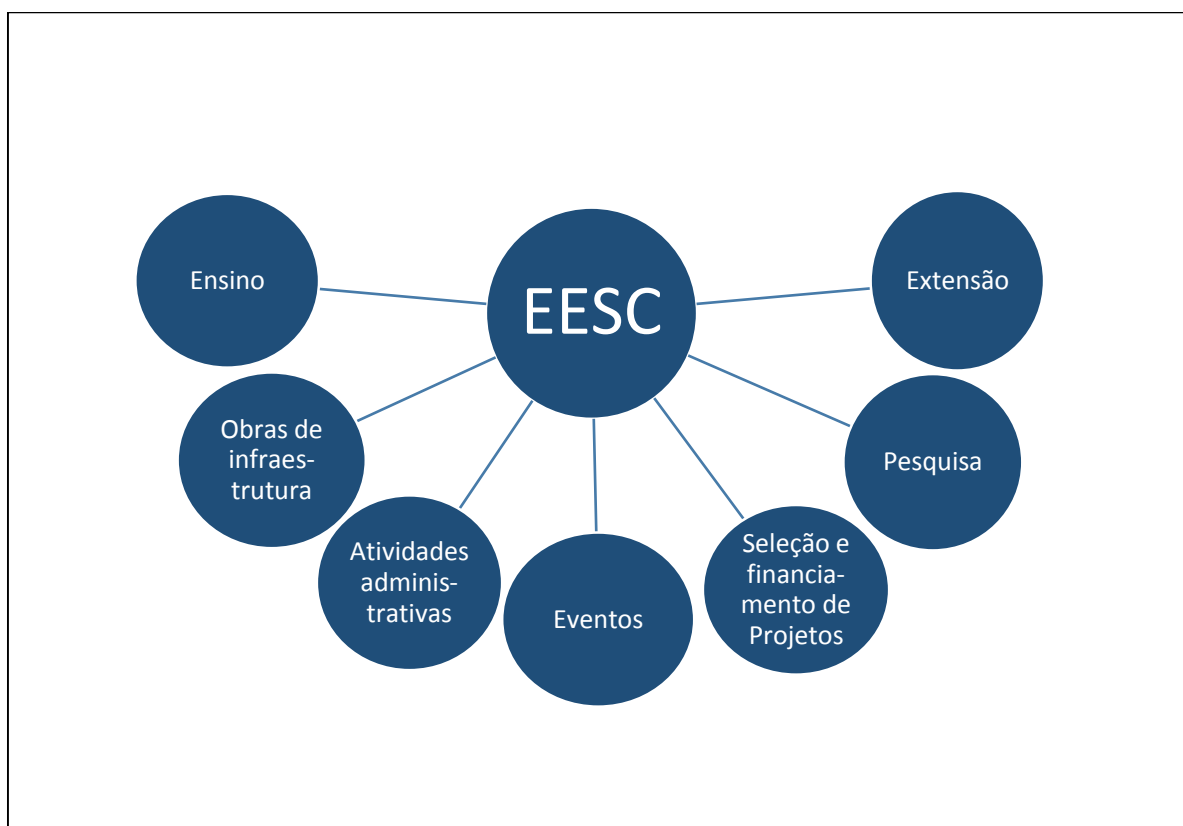 EESC
Ensino
Extensão
Obras de
infraes-
trutura
Pesquisa
Atividades
adminis-
trativas
Eventos
Seleção e
financia-
mento de
Projetos